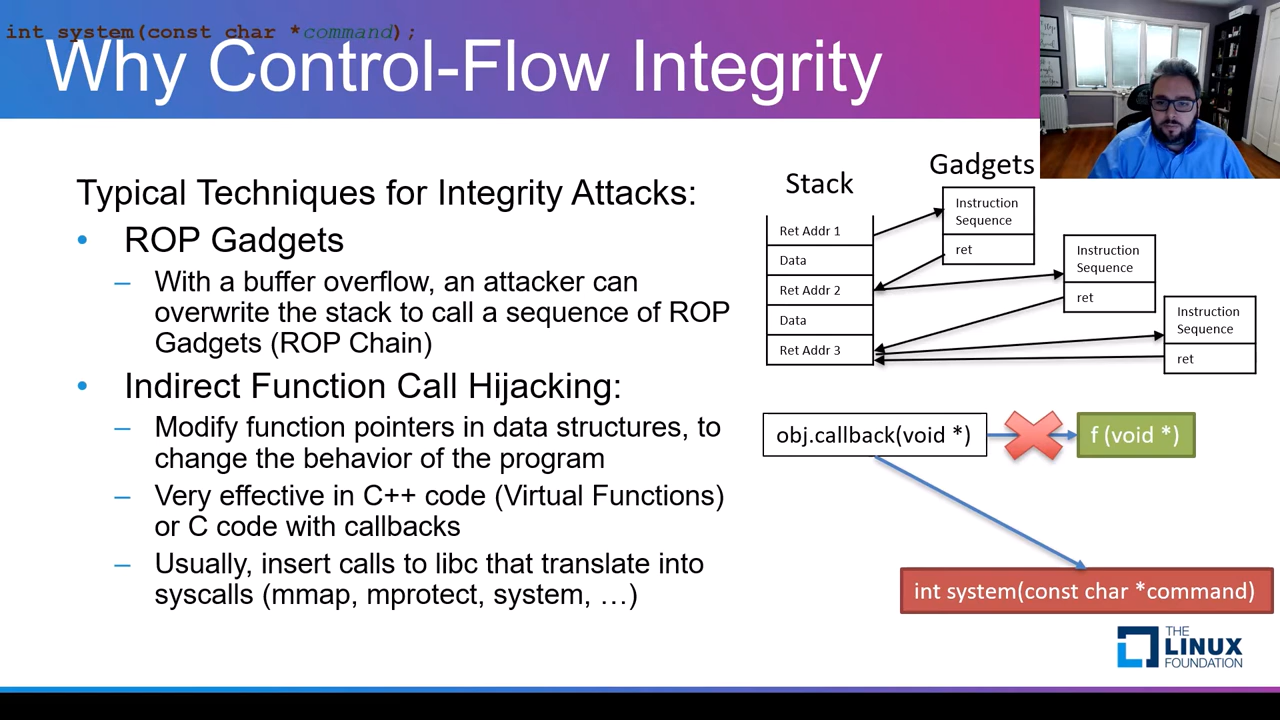 int system(const char *command);
Why Control-Flow Integrity
Typical Techniques for Integrity Attacks:
• ROP Gadgets
– With a buffer overflow, an attacker can
overwrite the stack to call a sequence of ROP
Gadgets (ROP Chain)
• Indirect Function Call Hijacking:
– Modify function pointers in data structures, to
change the behavior of the program
– Very effective in C++ code (Virtual Functions)
or C code with callbacks
– Usually, insert calls to libc that translate into
syscalls (mmap, mprotect, system, …)
Stack
Ret Addr 1
Data
Ret Addr 2
Data
Ret Addr 3
Gadgets
Instruction
Sequence
ret
Instruction
Sequence
ret
Instruction
Sequence
ret
obj.callback(void *)
f (void *)
int system(const char *command)
THE
LINUX
FOUNDATION